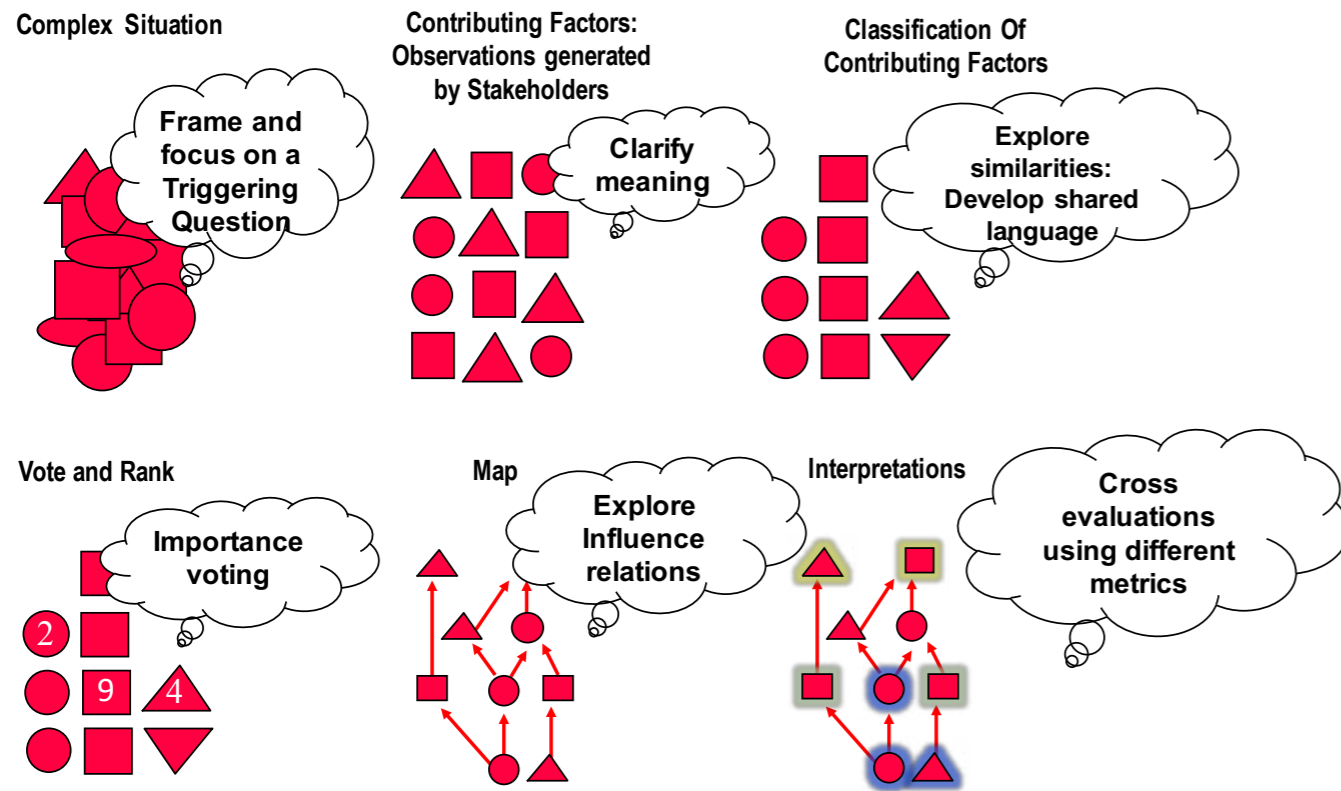 Complex Situation
Frame and
focus on a
Triggering
Question
Contributing Factors:
Observations generated
by Stakeholders
Clarify
meaning
Classification Of
Contributing Factors
Explore
similarities:
Develop shared
language
Vote and Rank
Importance
voting
2
9
4
Map
Explore
Influence
relations
Interpretations
Cross
evaluations
using different
metrics